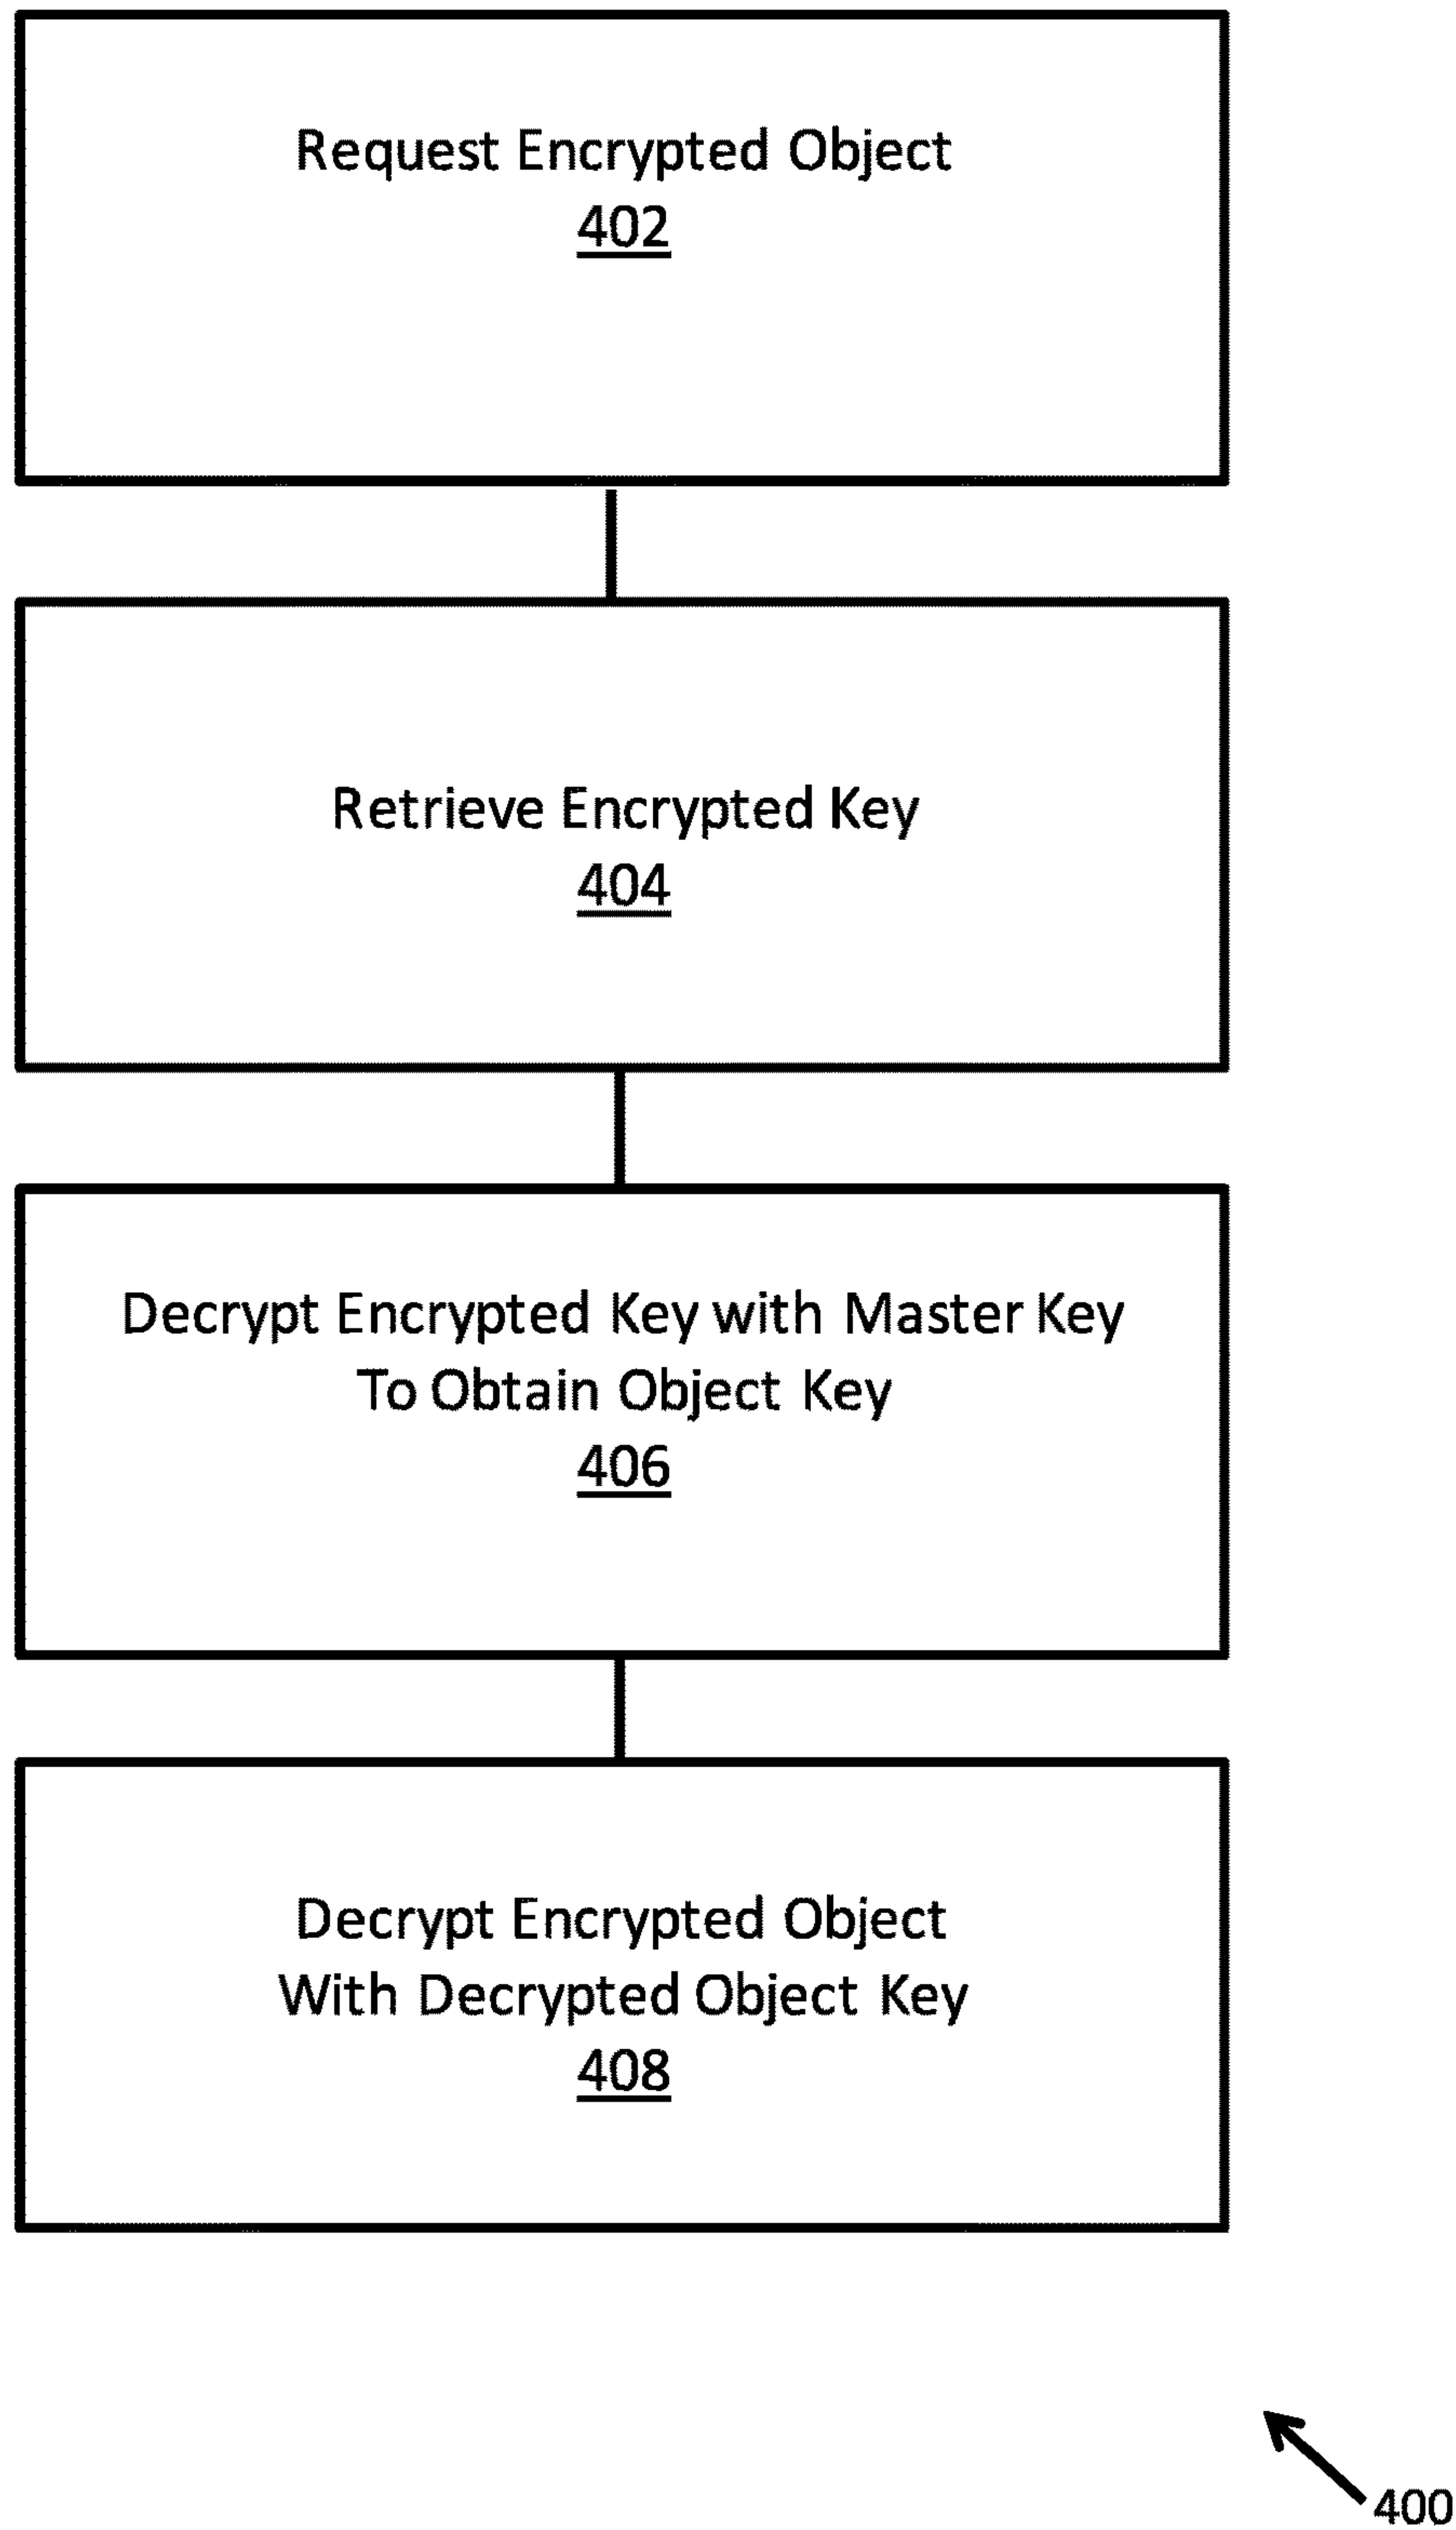 Request Encrypted Object
402
Retrieve Encrypted Key
404
Decrypt Encrypted Key with Master Key
To Obtain Object Key
406
Decrypt Encrypted Object
With Decrypted Object Key
408
400